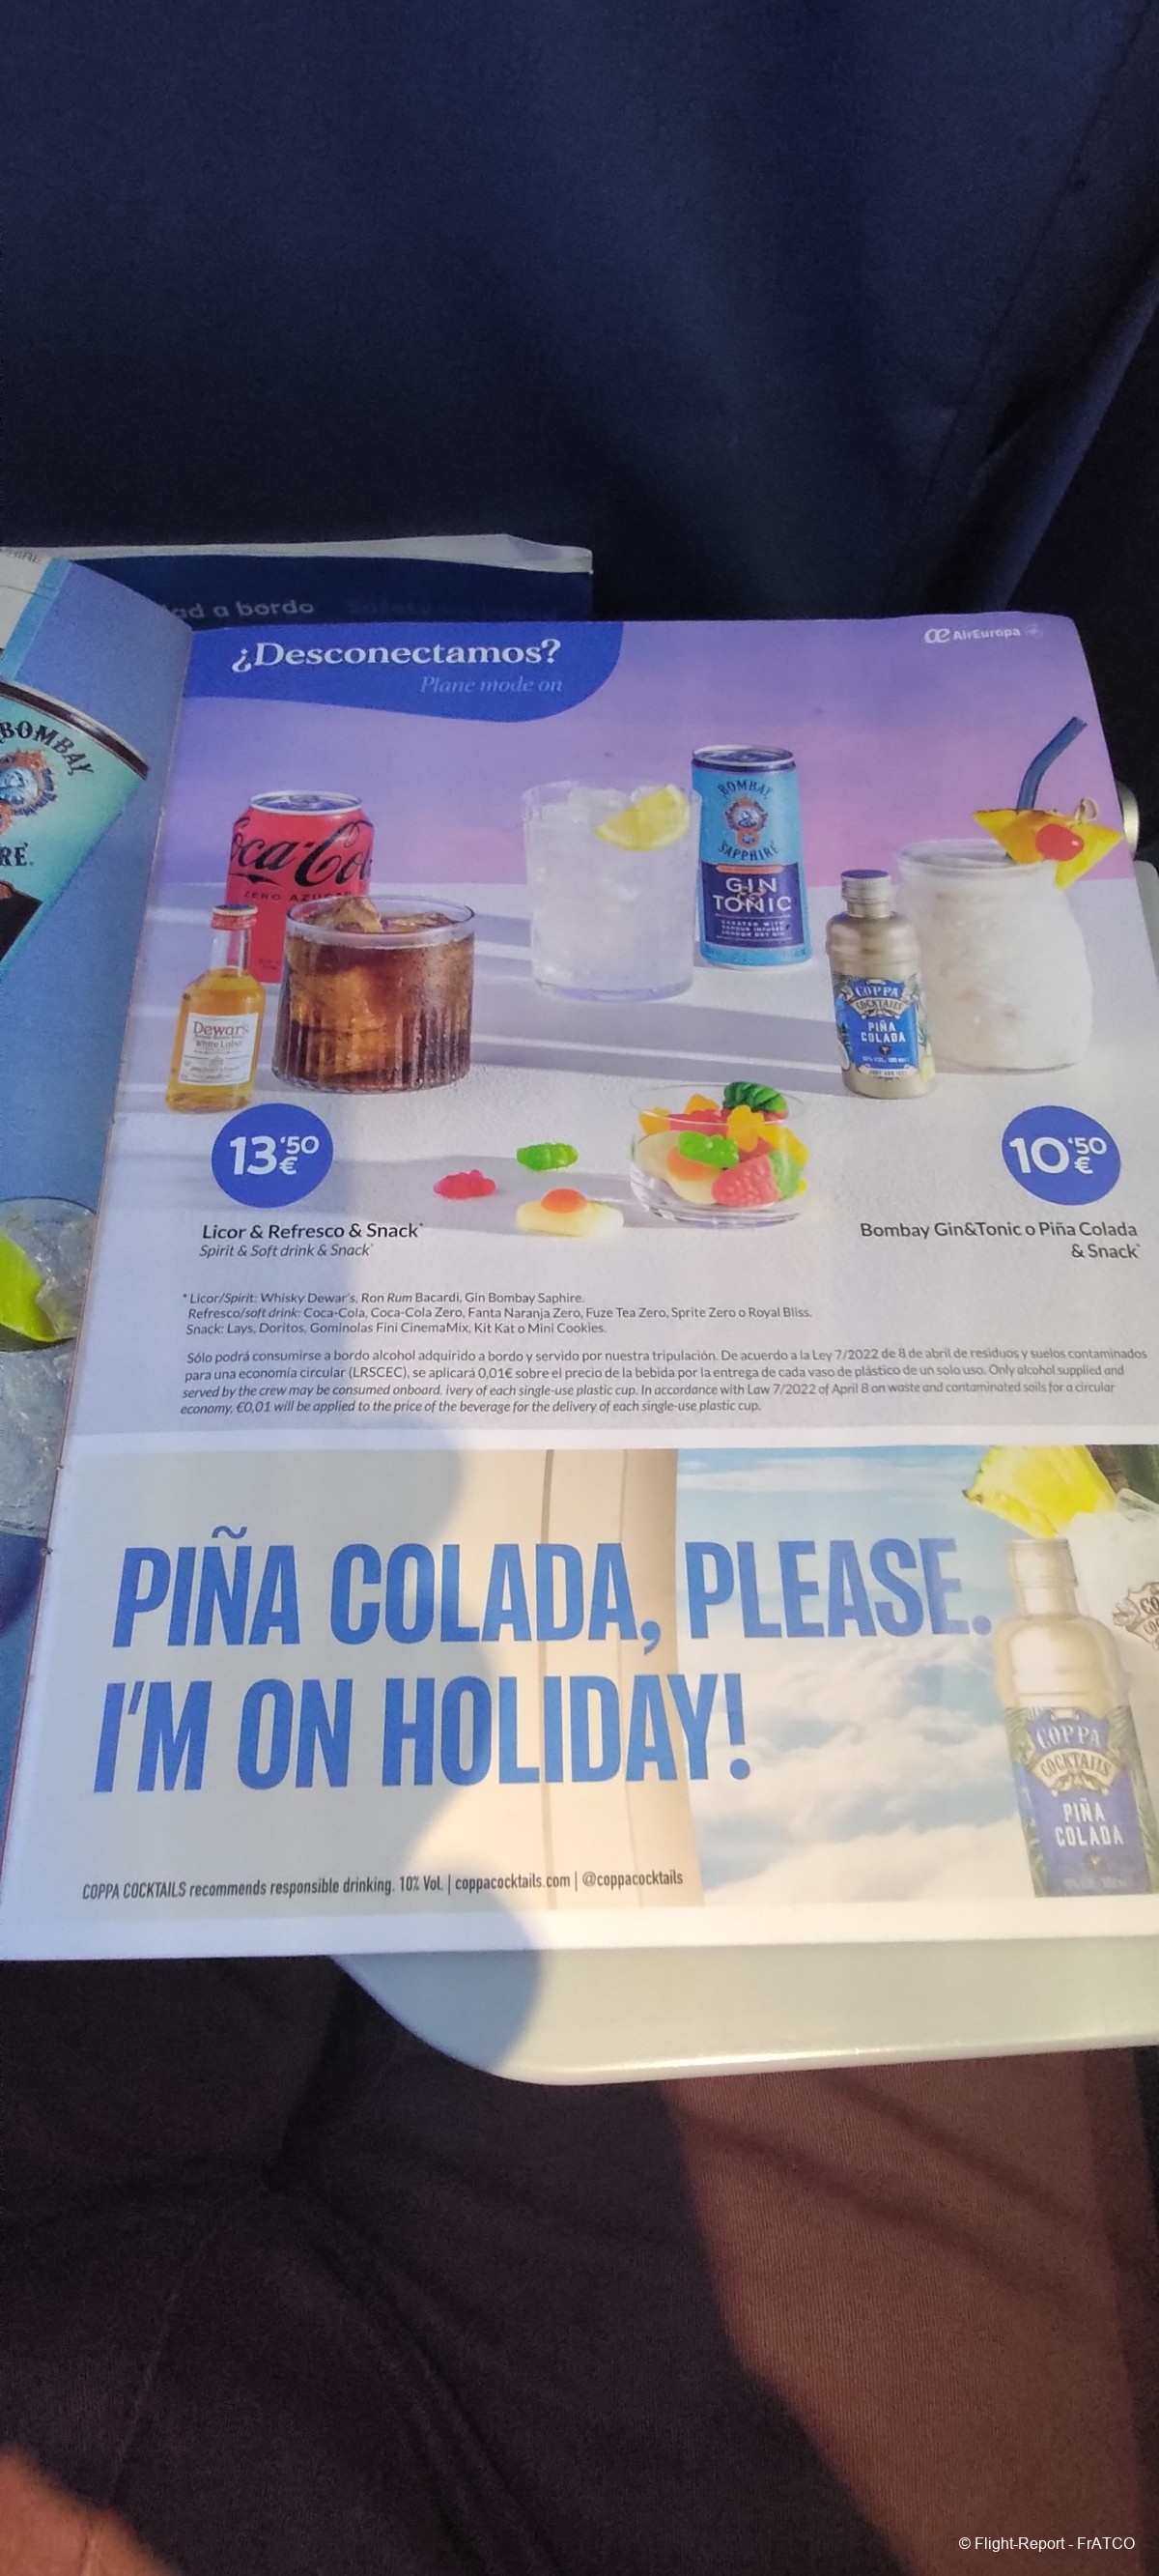 BOMBAY
RE.
ad a bordo
¿Desconectamos?
Plane mode on
AirEuropa
oca-Col
ZERO AZÚCAR
BOMBAY
SAPPHIRE
GIN
&
TONIC
Dewar's
White Label
COPPA
COCKTAILS
PIÑA
COLADA
13'50
€
10'50
€
Licor & Refresco & Snack*
Spirit & Soft drink & Snack*
Bombay Gin&Tonic o Piña Colada
& Snack*
* Licor/Spirit: Whisky Dewar's, Ron Rum Bacardi, Gin Bombay Saphire.
Refresco/soft drink: Coca-Cola, Coca-Cola Zero, Fanta Naranja Zero, Fuze Tea Zero, Sprite Zero o Royal Bliss.
Snack: Lays, Doritos, Gominolas Fini CinemaMix, Kit Kat o Mini Cookies.
Sólo podrá consumirse a bordo alcohol adquirido a bordo y servido por nuestra tripulación. De acuerdo a la Ley 7/2022 de 8 de abril de residuos y suelos contaminados
para una economía circular (LRSCEC), se aplicará 0,01€ sobre el precio de la bebida por la entrega de cada vaso de plástico de un solo uso. Only alcohol supplied and
served by the crew may be consumed onboard. ivery of each single-use plastic cup. In accordance with Law 7/2022 of April 8 on waste and contaminated soils for a circular
economy, €0,01 will be applied to the price of the beverage for the delivery of each single-use plastic cup.
PIÑA COLADA, PLEASE.
I'M ON HOLIDAY!
COPPA
COCKTAILS
PIÑA
COLADA
COPPA COCKTAILS recommends responsible drinking. 10% Vol. | coppacocktails.com | @coppacocktails
© Flight-Report - FrATCO